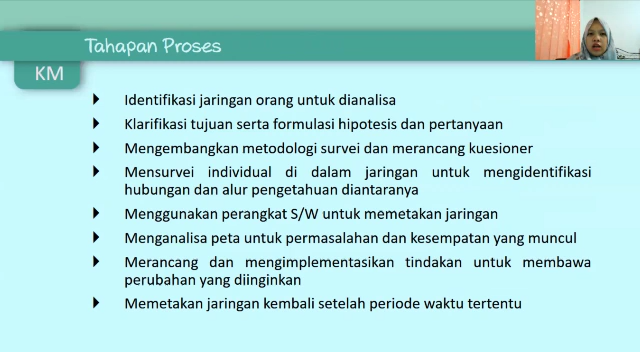 Tahapan Proses
KM
Identifikasi jaringan orang untuk dianalisa
Klarifikasi tujuan serta formulasi hipotesis dan pertanyaan
Mengembangkan metodologi survei dan merancang kuesioner
Mensurvei individual di dalam jaringan untuk mengidentifikasi
hubungan dan alur pengetahuan diantaranya
Menggunakan perangkat S/W untuk memetakan jaringan
Menganalisa peta untuk permasalahan dan kesempatan yang muncul
Merancang dan mengimplementasikan tindakan untuk membawa
perubahan yang diinginkan
Memetakan jaringan kembali setelah periode waktu tertentu